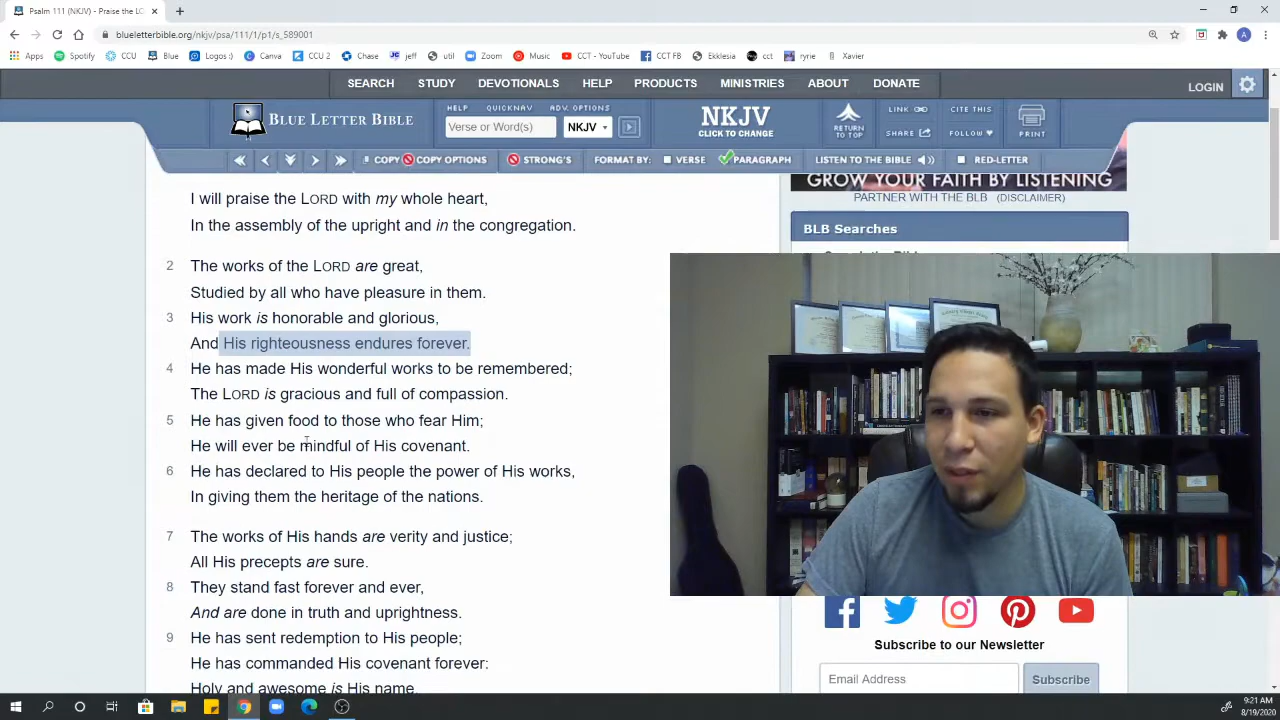 Psalm 111 (NKJV) - Praise the LO
blueletterbible.org/nkjv/psa/111/1/p1/s_589001
Apps Spotify CCU Blue Logos :) Canva CCU 2 Chase jeff util Zoom Music CCT - YouTube CCT FB Ekklesia cct ryrie Xavier
SEARCH STUDY DEVOTIONALS HELP PRODUCTS MINISTRIES ABOUT DONATE
LOGIN
HELP QUICKNAV ADV. OPTIONS
BLUE LETTER BIBLE
Verse or Word(s)
NKJV
NKJV
CLICK TO CHANGE
RETURN
TO TOP
LINK
CITE THIS
SHARE
FOLLOW
PRINT
COPY COPY OPTIONS STRONG'S FORMAT BY: VERSE PARAGRAPH LISTEN TO THE BIBLE RED-LETTER
I will praise the LORD with my whole heart,
In the assembly of the upright and in the congregation.
2 The works of the LORD are great,
Studied by all who have pleasure in them.
3 His work is honorable and glorious,
And His righteousness endures forever.
4 He has made His wonderful works to be remembered;
The LORD is gracious and full of compassion.
5 He has given food to those who fear Him;
He will ever be mindful of His covenant.
6 He has declared to His people the power of His works,
In giving them the heritage of the nations.
7 The works of His hands are verity and justice;
All His precepts are sure.
8 They stand fast forever and ever,
And are done in truth and uprightness.
9 He has sent redemption to His people;
He has commanded His covenant forever:
Holy and awesome is His name.
GROW YOUR FAITH BY LISTENING
PARTNER WITH THE BLB (DISCLAIMER)
BLB Searches
Subscribe to our Newsletter
Email Address
Subscribe
9:21 AM
8/19/2020